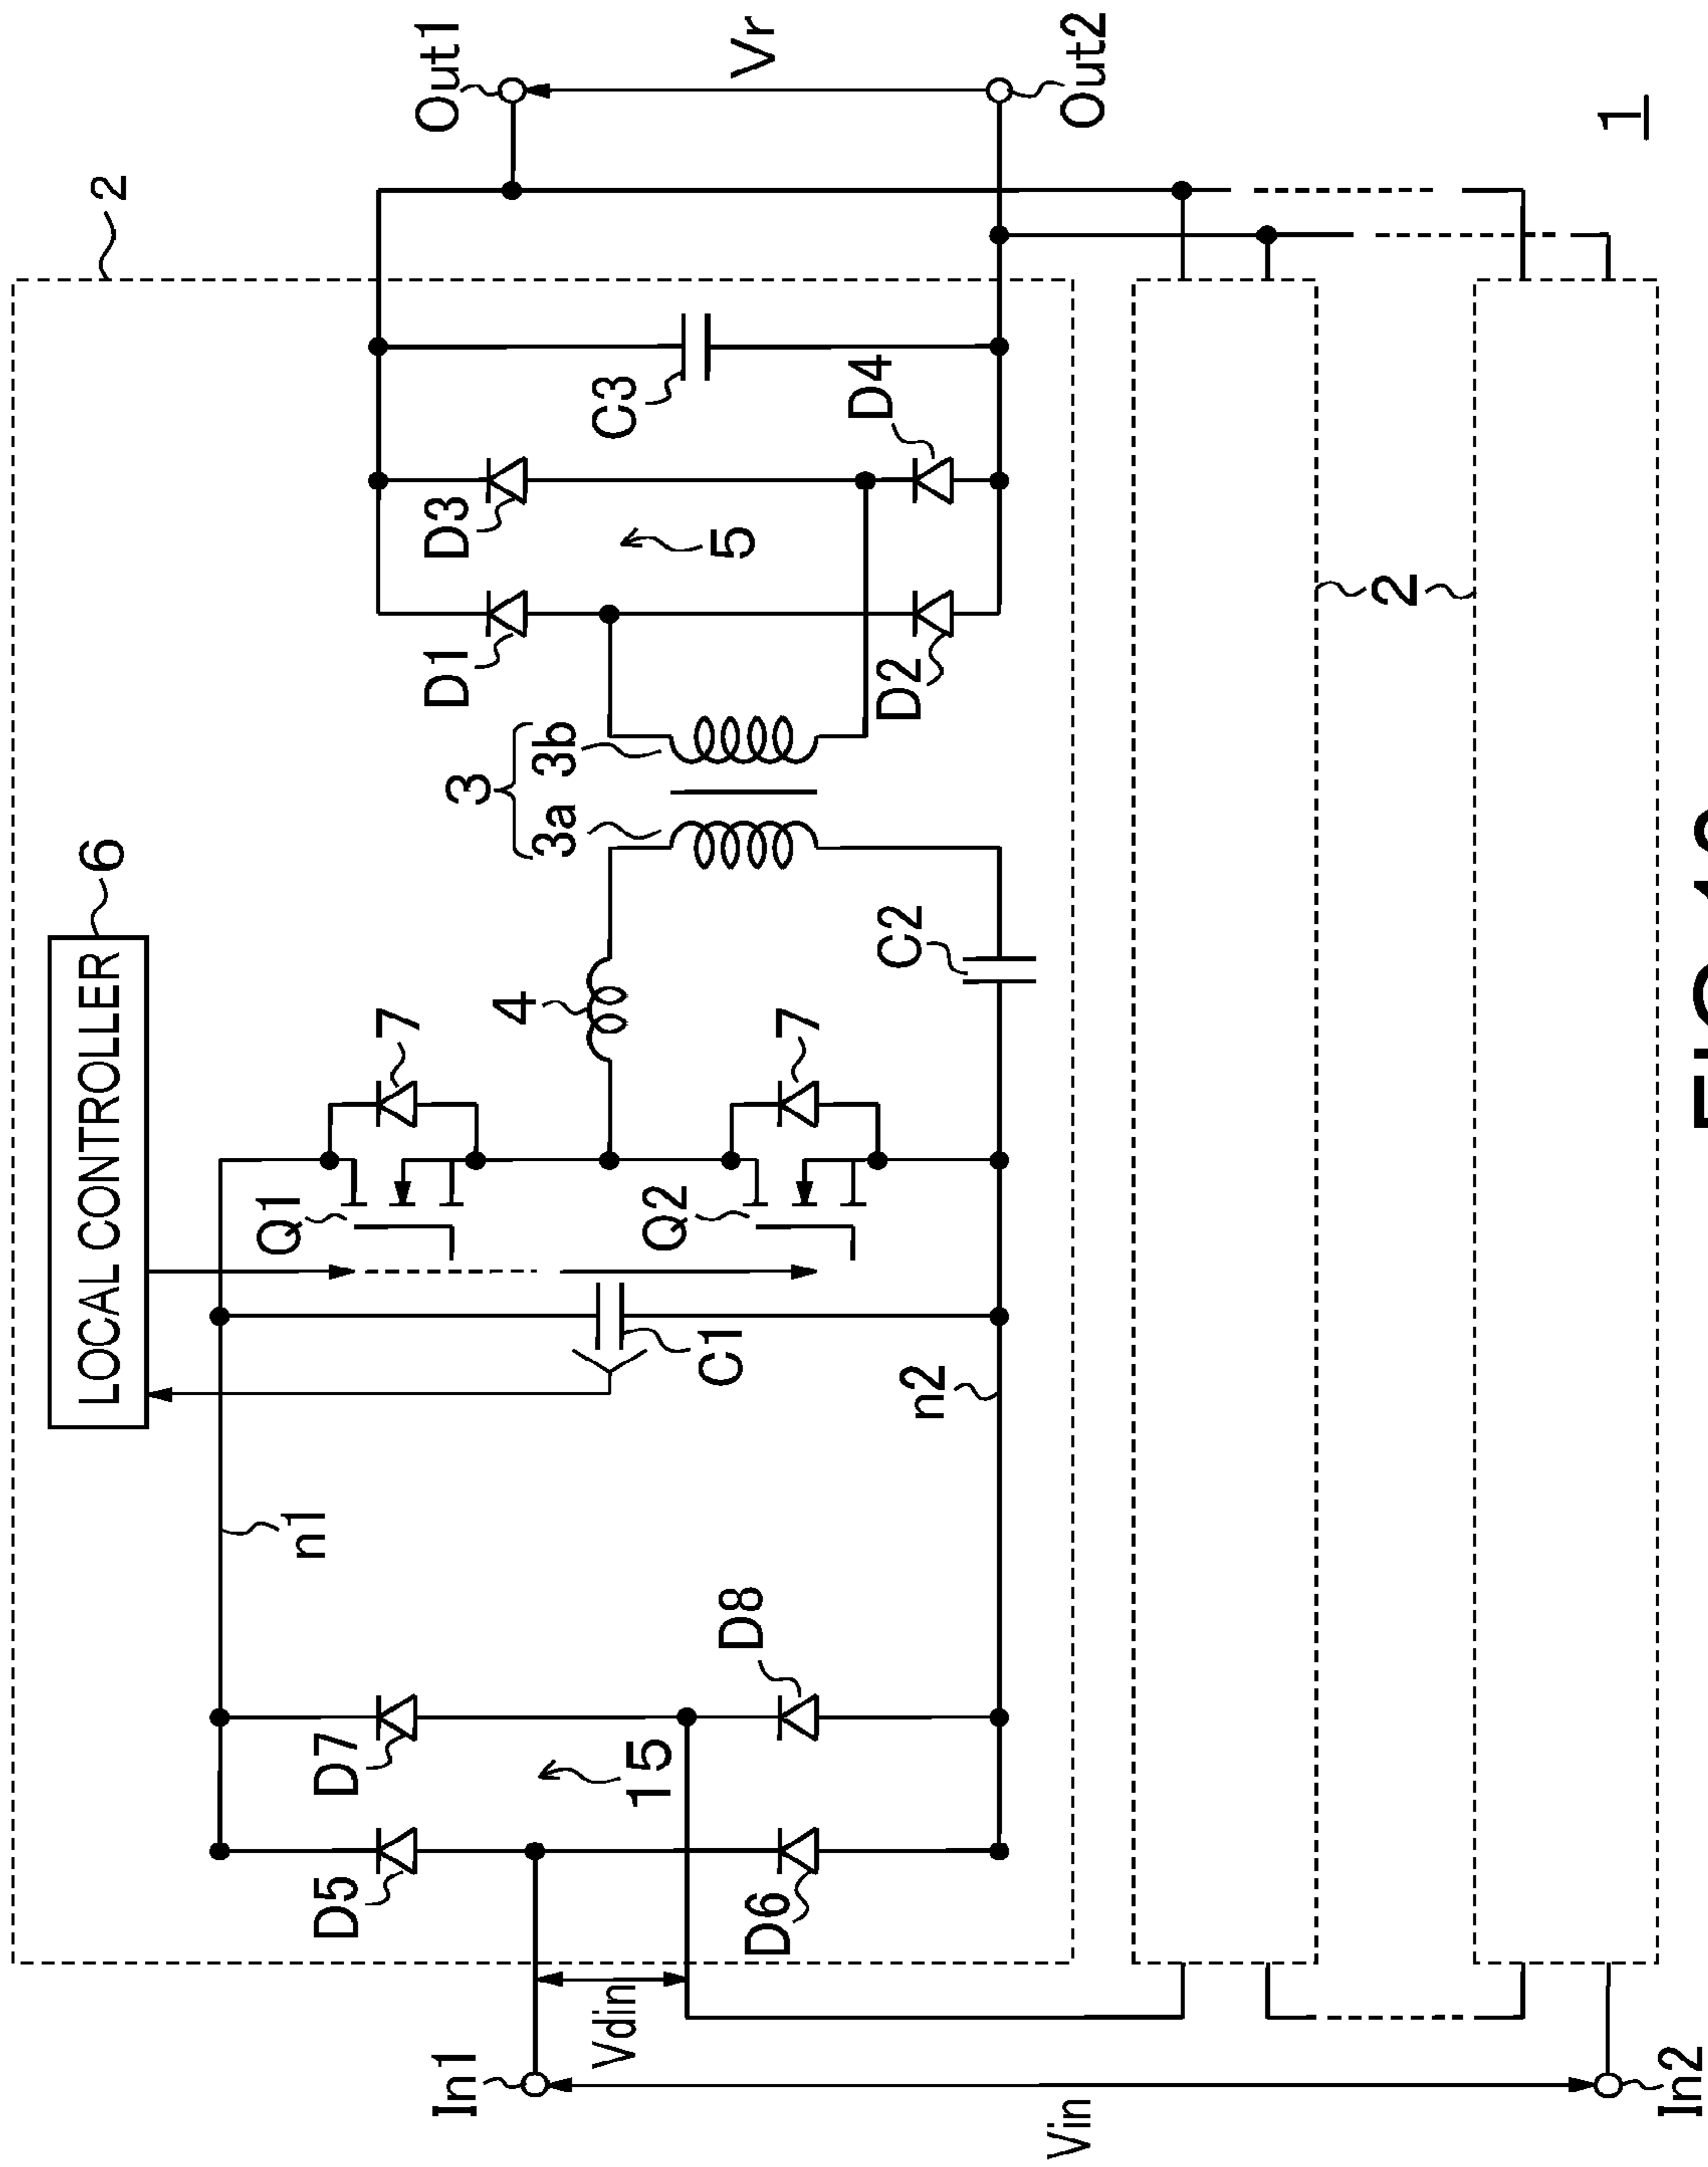 2
LOCAL CONTROLLER
6
Out1
Vr
Out2
1
n1
Q1
7
4
3
3a
3b
D1
D3
5
C3
D4
D2
Q2
7
C2
C1
n2
D7
D5
15
D8
D6
In1
Vdin
Vin
In2
2